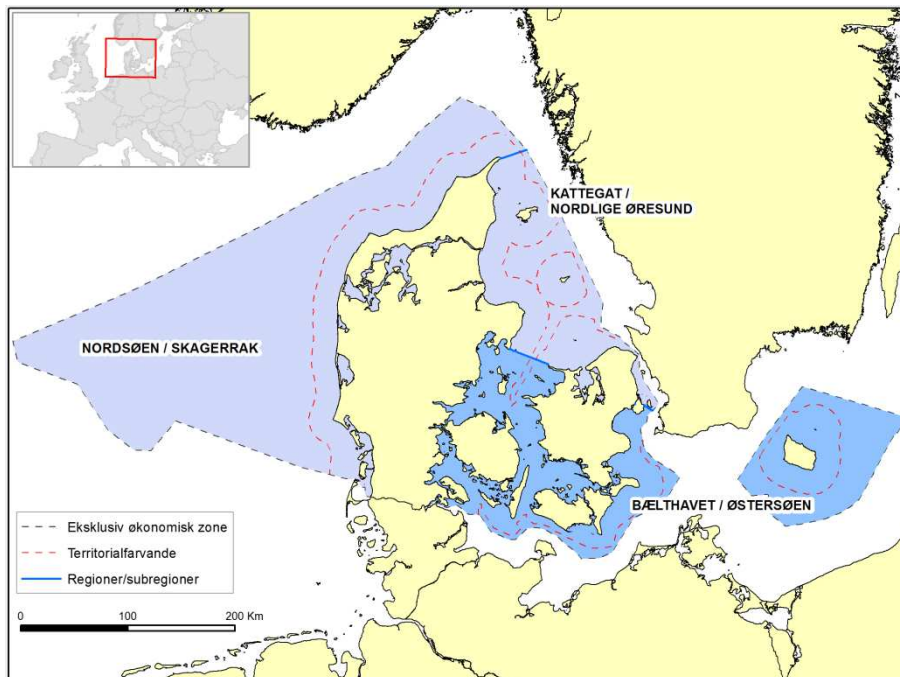 KATTEGAT /
NORDLIGE ØRESUND
NORDSØEN / SKAGERRAK
BÆLTHAVET / ØSTERSØEN
Eksklusiv økonomisk zone
Territorialfarvande
Regioner/subregioner
0 100 200 Km